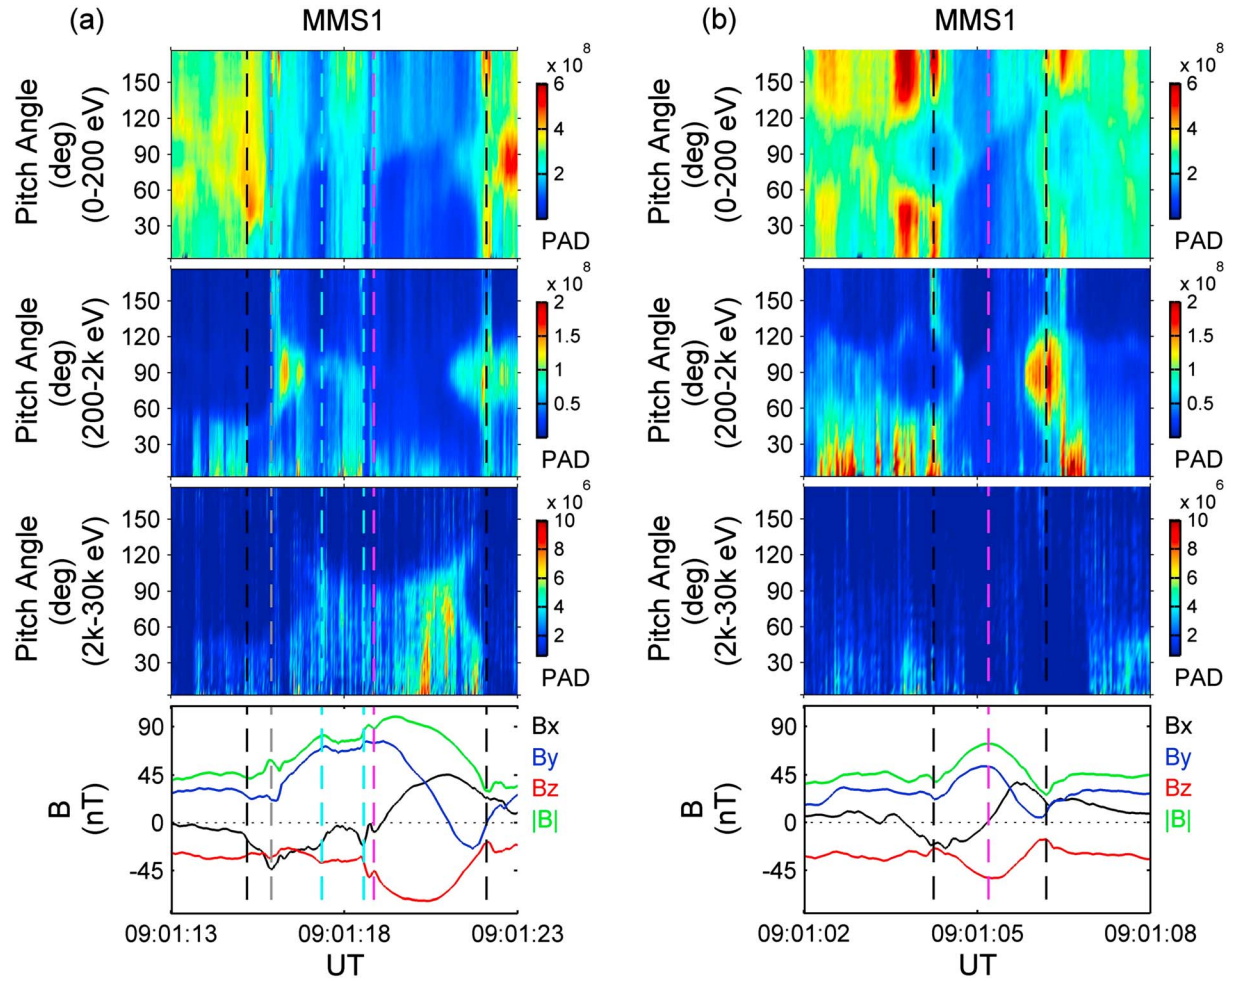 (a) MMS1
Pitch Angle
(deg)
(0-200 eV)
150
120
90
60
30
x 10^8
6
4
2
PAD
Pitch Angle
(deg)
(200-2k eV)
150
120
90
60
30
x 10^8
2
1.5
1
0.5
PAD
Pitch Angle
(deg)
(2k-30k eV)
150
120
90
60
30
x 10^6
10
8
6
4
2
PAD
B
(nT)
90
45
0
-45
Bx
By
Bz
|B|
09:01:13 09:01:18 09:01:23
UT
(b) MMS1
Pitch Angle
(deg)
(0-200 eV)
150
120
90
60
30
x 10^8
6
4
2
PAD
Pitch Angle
(deg)
(200-2k eV)
150
120
90
60
30
x 10^8
2
1.5
1
0.5
PAD
Pitch Angle
(deg)
(2k-30k eV)
150
120
90
60
30
x 10^6
10
8
6
4
2
PAD
B
(nT)
90
45
0
-45
Bx
By
Bz
|B|
09:01:02 09:01:05 09:01:08
UT